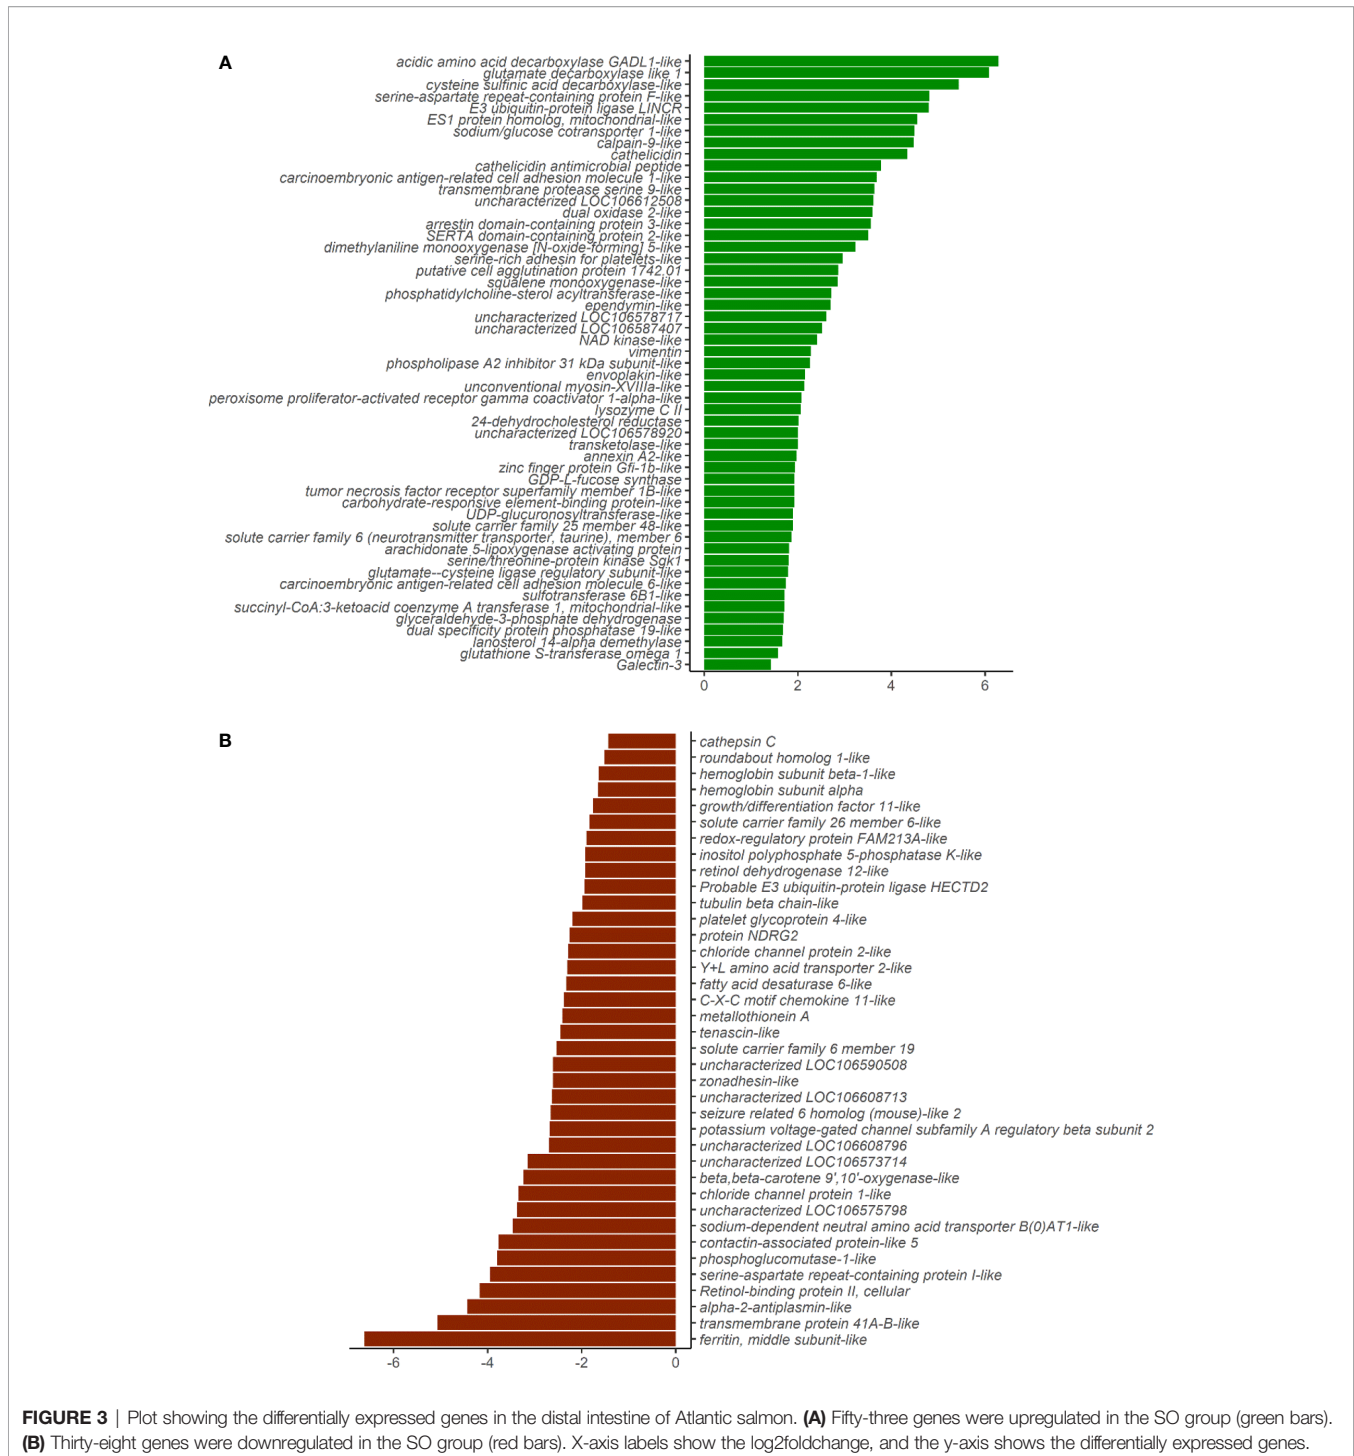 A
acidic amino acid decarboxylase GADL1-like
glutamate decarboxylase like 1
cysteine sulfinic acid decarboxylase-like
serine-aspartate repeat-containing protein F-like
E3 ubiquitin-protein ligase LINCR
ES1 protein homolog, mitochondrial-like
sodium/glucose cotransporter 1-like
calpain-9-like
cathelicidin
cathelicidin antimicrobial peptide
carcinoembryonic antigen-related cell adhesion molecule 1-like
transmembrane protease serine 9-like
uncharacterized LOC106612508
dual oxidase 2-like
arrestin domain-containing protein 3-like
SERTA domain-containing protein 2-like
dimethylaniline monooxygenase [N-oxide-forming] 5-like
serine-rich adhesin for platelets-like
putative cell agglutination protein 1742.01
squalene monooxygenase-like
phosphatidylcholine-sterol acyltransferase-like
ependymin-like
uncharacterized LOC106578717
uncharacterized LOC106587407
NAD kinase-like
vimentin
phospholipase A2 inhibitor 31 kDa subunit-like
envoplakin-like
unconventional myosin-XVIIIa-like
peroxisome proliferator-activated receptor gamma coactivator 1-alpha-like
lysozyme C II
24-dehydrocholesterol reductase
uncharacterized LOC106578920
transketolase-like
annexin A2-like
zinc finger protein Gfi-1b-like
GDP-L-fucose synthase
tumor necrosis factor receptor superfamily member 1B-like
carbohydrate-responsive element-binding protein-like
UDP-glucuronosyltransferase-like
solute carrier family 25 member 48-like
solute carrier family 6 (neurotransmitter transporter, taurine), member 6
arachidonate 5-lipoxygenase activating protein
serine/threonine-protein kinase Sgk1
glutamate--cysteine ligase regulatory subunit-like
carcinoembryonic antigen-related cell adhesion molecule 6-like
sulfotransferase 6B1-like
succinyl-CoA:3-ketoacid coenzyme A transferase 1, mitochondrial-like
glyceraldehyde-3-phosphate dehydrogenase
dual specificity protein phosphatase 19-like
lanosterol 14-alpha demethylase
glutathione S-transferase omega 1
Galectin-3
0 2 4 6
B
cathepsin C
roundabout homolog 1-like
hemoglobin subunit beta-1-like
hemoglobin subunit alpha
growth/differentiation factor 11-like
solute carrier family 26 member 6-like
redox-regulatory protein FAM213A-like
inositol polyphosphate 5-phosphatase K-like
retinol dehydrogenase 12-like
Probable E3 ubiquitin-protein ligase HECTD2
tubulin beta chain-like
platelet glycoprotein 4-like
protein NDRG2
chloride channel protein 2-like
Y+L amino acid transporter 2-like
fatty acid desaturase 6-like
C-X-C motif chemokine 11-like
metallothionein A
tenascin-like
solute carrier family 6 member 19
uncharacterized LOC106590508
zonadhesin-like
uncharacterized LOC106608713
seizure related 6 homolog (mouse)-like 2
potassium voltage-gated channel subfamily A regulatory beta subunit 2
uncharacterized LOC106608796
uncharacterized LOC106573714
beta,beta-carotene 9',10'-oxygenase-like
chloride channel protein 1-like
uncharacterized LOC106575798
sodium-dependent neutral amino acid transporter B(0)AT1-like
contactin-associated protein-like 5
phosphoglucomutase-1-like
serine-aspartate repeat-containing protein I-like
Retinol-binding protein II, cellular
alpha-2-antiplasmin-like
transmembrane protein 41A-B-like
ferritin, middle subunit-like
-6 -4 -2 0
FIGURE 3 | Plot showing the differentially expressed genes in the distal intestine of Atlantic salmon. (A) Fifty-three genes were upregulated in the SO group (green bars).
(B) Thirty-eight genes were downregulated in the SO group (red bars). X-axis labels show the log2foldchange, and the y-axis shows the differentially expressed genes.